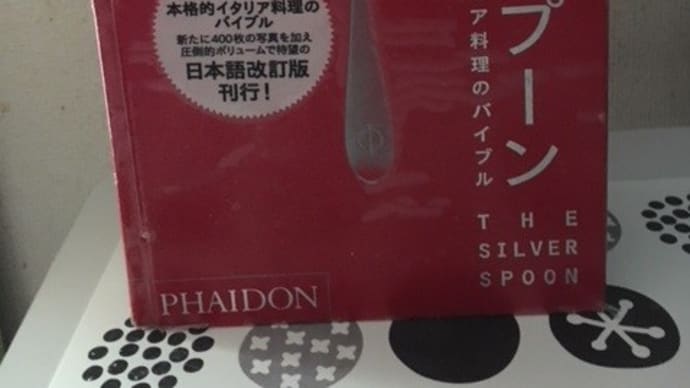 本格的イタリア料理の
バイブル
新たに400枚の写真を加え
圧倒的ボリュームで待望の
日本語改訂版
刊行！
プーン
ア料理のバイブル
THE
SILVER
SPOON
PHAIDON